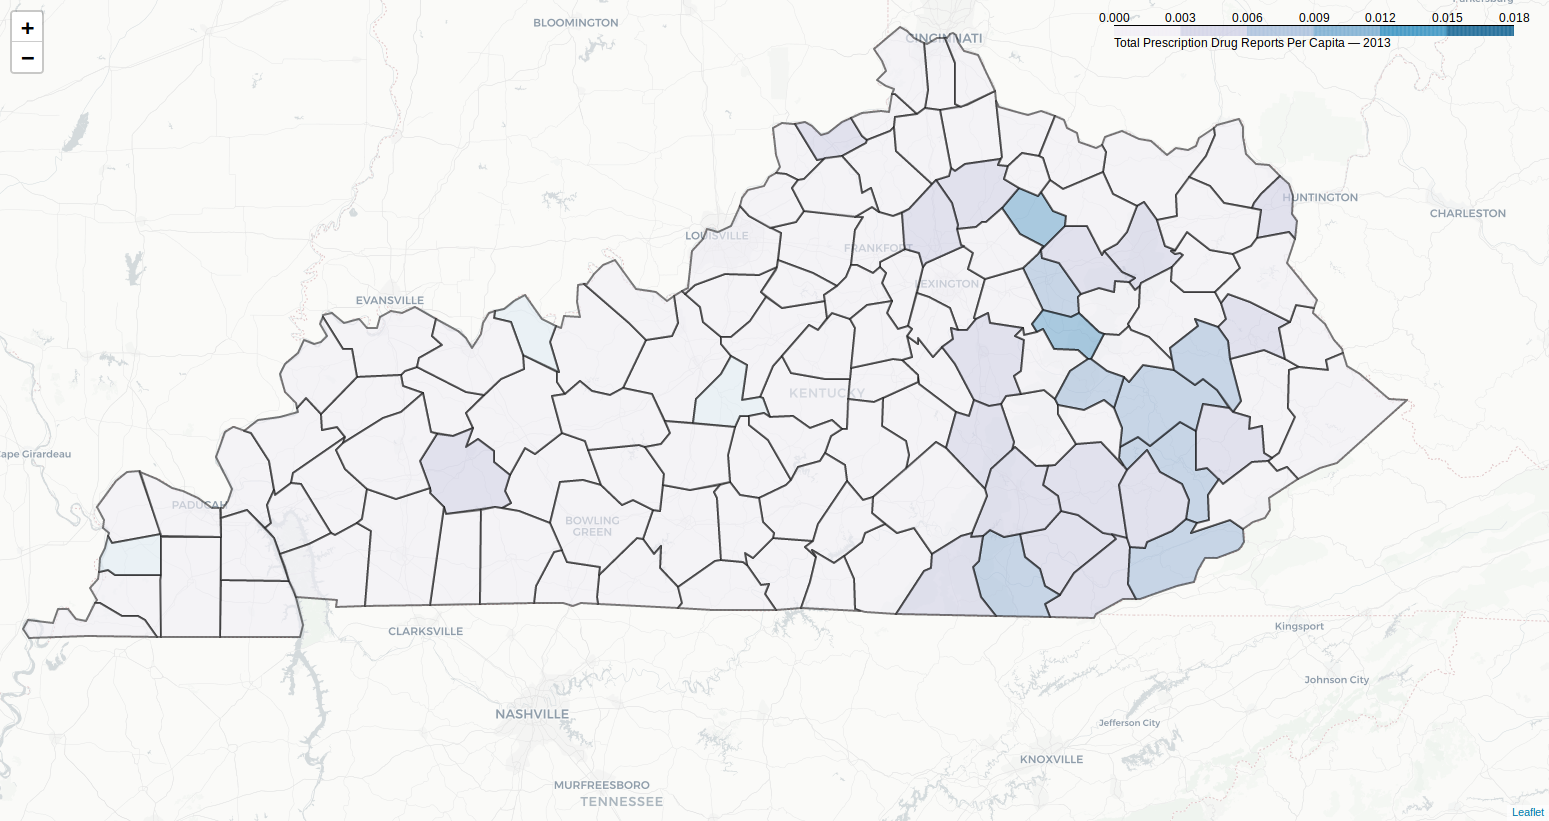 +
−
BLOOMINGTON
CINCINNATI
0.000 0.003 0.006 0.009 0.012 0.015 0.018
Total Prescription Drug Reports Per Capita — 2013
HUNTINGTON
CHARLESTON
LOUISVILLE
FRANKFORT
LEXINGTON
EVANSVILLE
KENTUCKY
ape Girardeau
PADUCAH
BOWLING
GREEN
CLARKSVILLE
Kingsport
Johnson City
NASHVILLE
Jefferson City
KNOXVILLE
MURFREESBORO
TENNESSEE
Leaflet